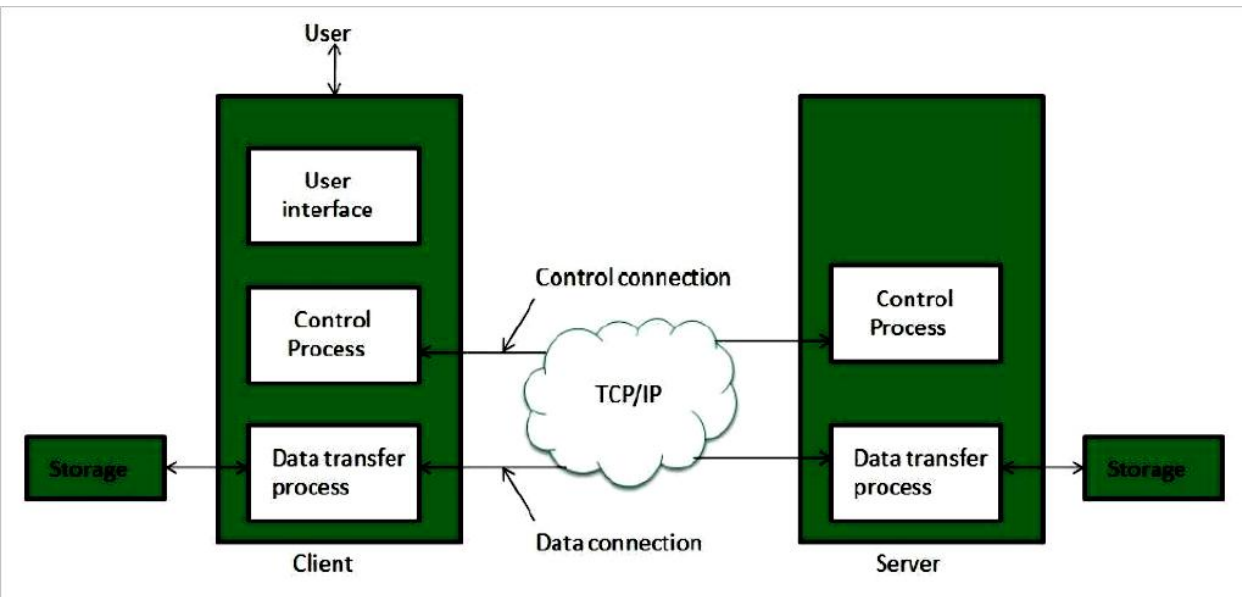 User
User
interface
Control connection
Control
Process
Control
Process
TCP/IP
Storage
Data transfer
process
Data transfer
process
Storage
Data connection
Client
Server